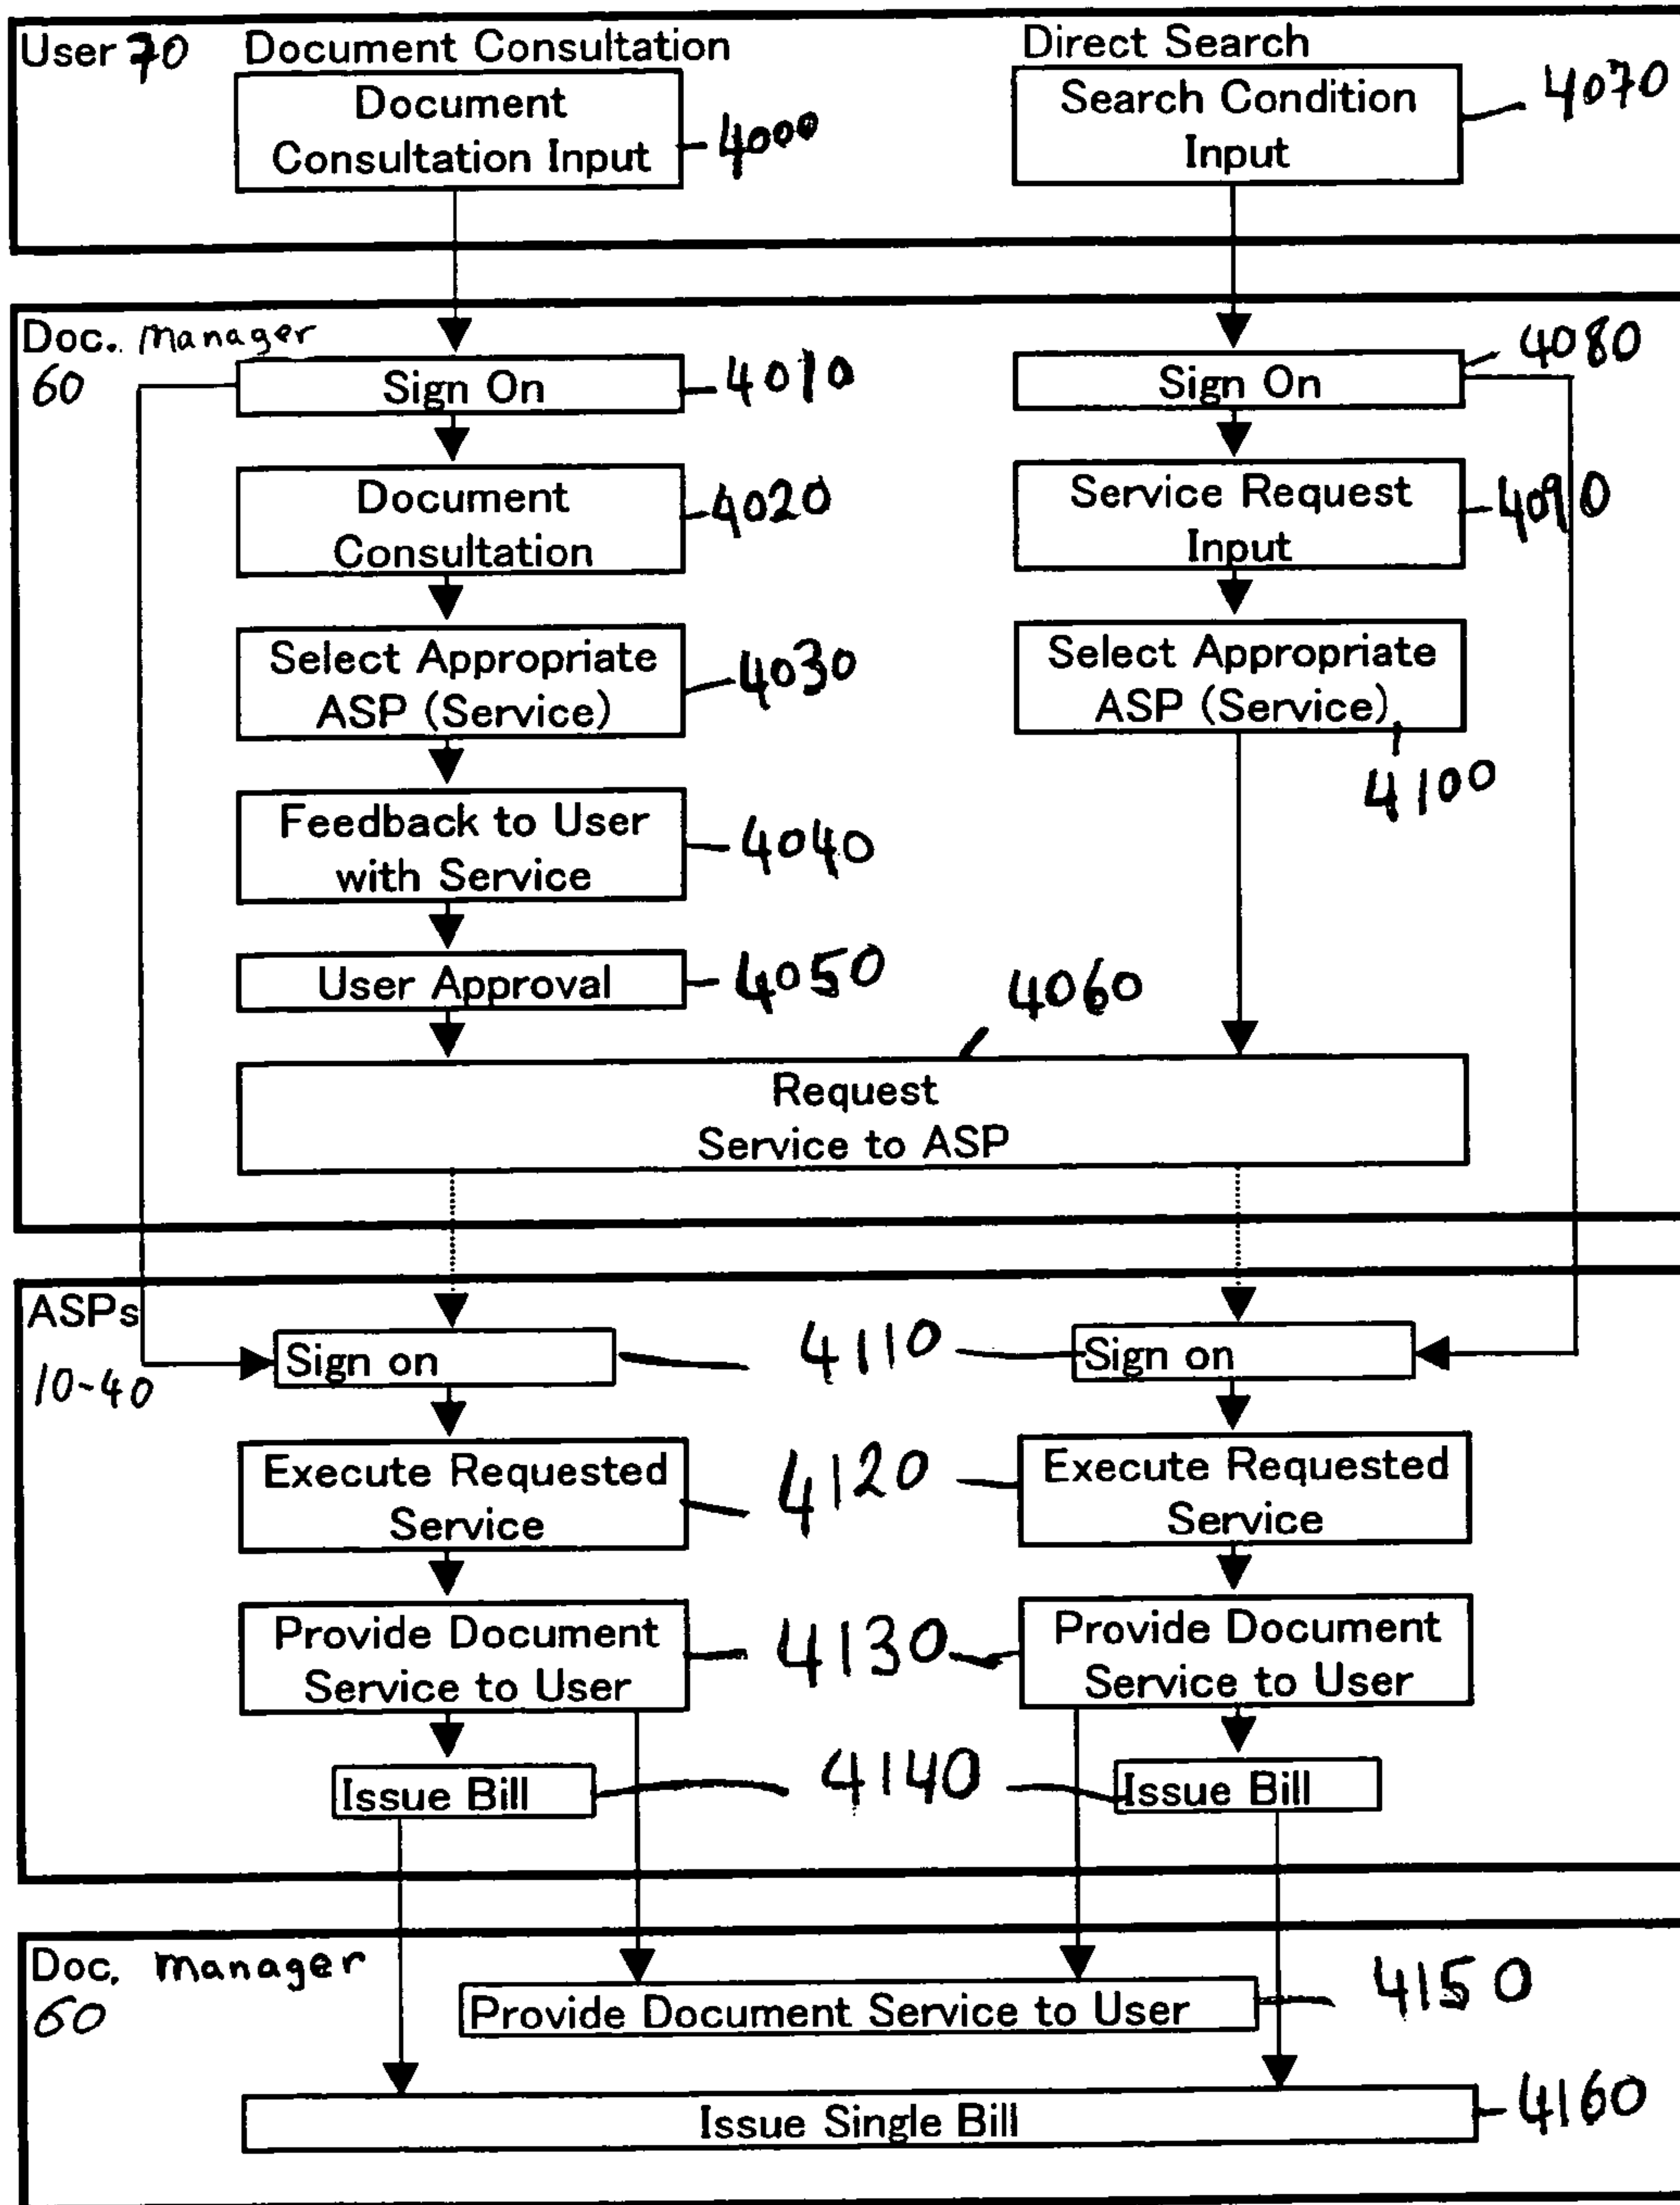 User 70 Document Consultation Direct Search
Document
Consultation Input
4000
Search Condition
Input
4070
Doc. manager
60
Sign On
4010
Sign On
4080
Document
Consultation
4020
Service Request
Input
4090
Select Appropriate
ASP (Service)
4030
Select Appropriate
ASP (Service)
4100
Feedback to User
with Service
4040
User Approval
4050
4060
Request
Service to ASP
ASPs
10-40
Sign on
4110
Sign on
Execute Requested
Service
4120
Execute Requested
Service
Provide Document
Service to User
4130
Provide Document
Service to User
Issue Bill
4140
Issue Bill
Doc. manager
60
Provide Document Service to User
4150
Issue Single Bill
4160